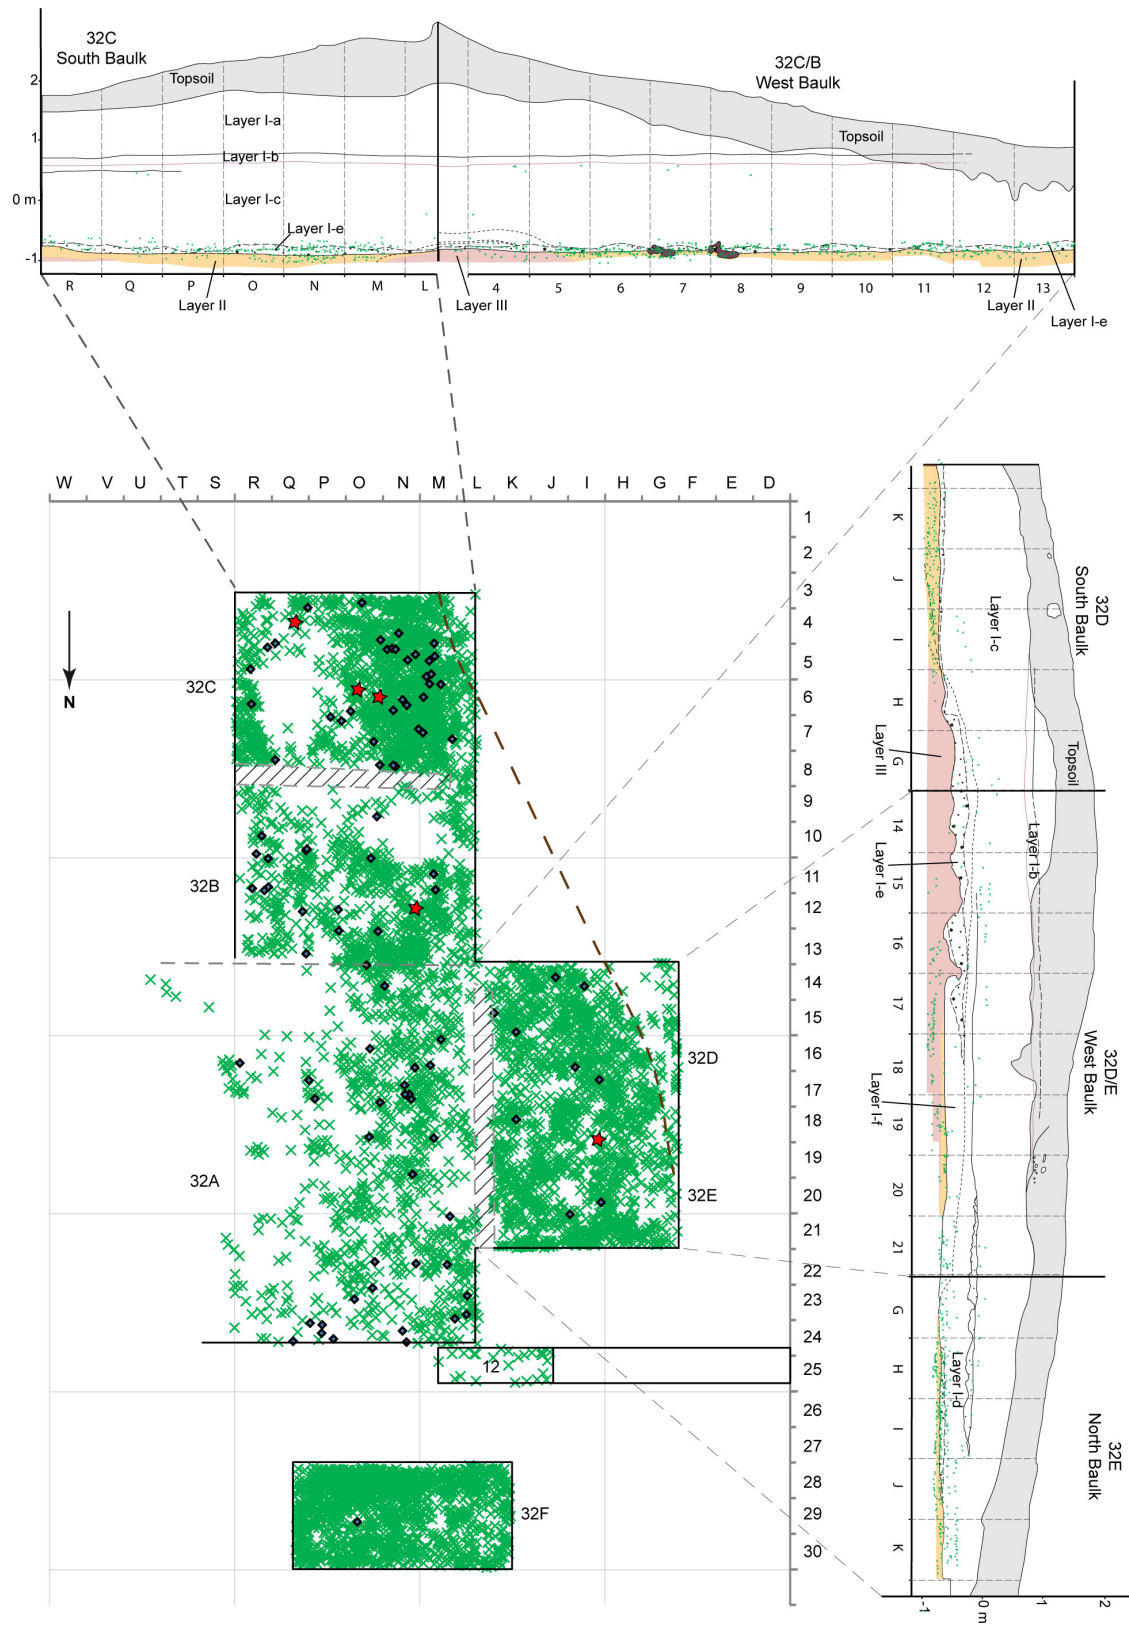 32C
South Baulk
32C/B
West Baulk
Topsoil
Topsoil
2
1
0 m
-1
Layer I-a
Layer I-b
Layer I-c
Layer I-e
R Q P O N M L 4 5 6 7 8 9 10 11 12 13
Layer II
Layer III
Layer II
Layer I-e
W V U T S R Q P O N M L K J I H G F E D
1
2
3
4
5
6
7
8
9
10
11
12
13
14
15
16
17
18
19
20
21
22
23
24
25
26
27
28
29
30
N
32C
32B
32A
32D
32E
12
32F
32D
South Baulk
32D/E
West Baulk
32E
North Baulk
K
J
I
H
G
14
15
16
17
18
19
20
21
G
H
I
J
K
Layer I-c
Topsoil
Layer III
Layer I-b
Layer I-e
Layer I-f
Layer I-d
-1
0 m
1
2